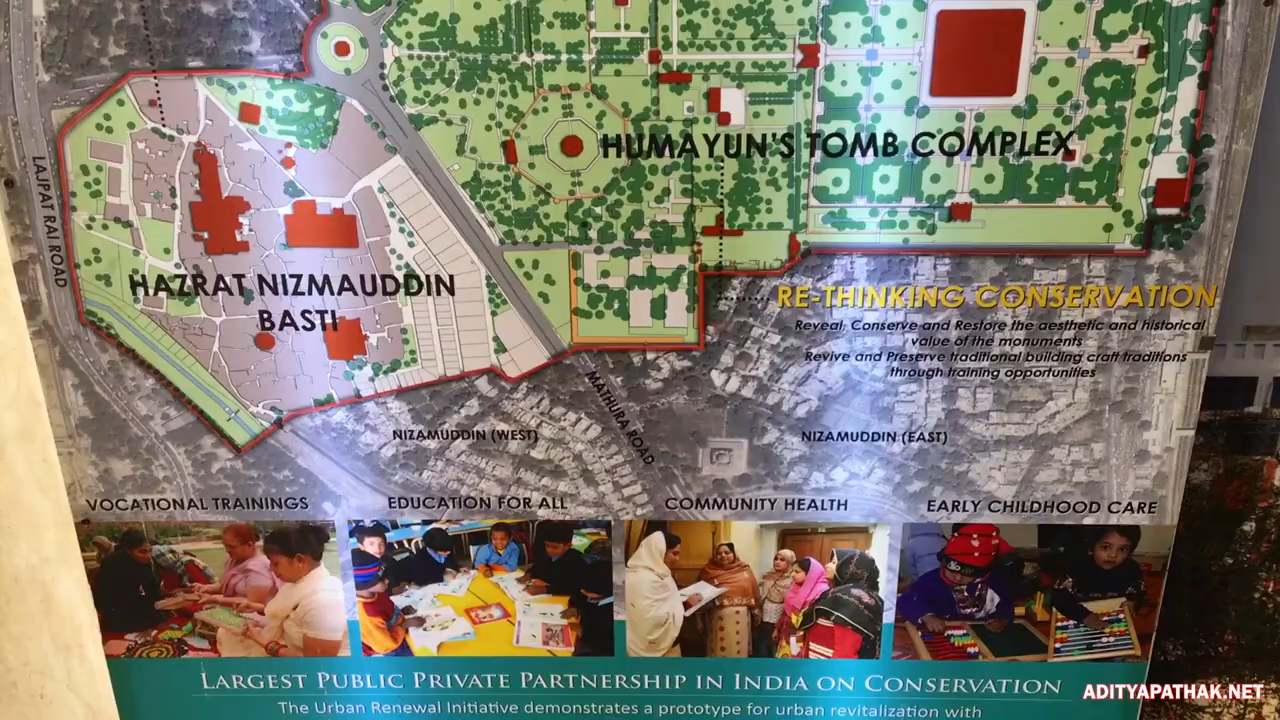 HUMAYUN'S TOMB COMPLEX
LAJPAT RAI ROAD
HAZRAT NIZMAUDDIN
BASTI
RE-THINKING CONSERVATION
Reveal, Conserve and Restore the aesthetic and historical
value of the monuments
Revive and Preserve traditional building craft traditions
through training opportunities
MATHURA ROAD
NIZAMUDDIN (WEST)
NIZAMUDDIN (EAST)
VOCATIONAL TRAININGS
EDUCATION FOR ALL
COMMUNITY HEALTH
EARLY CHILDHOOD CARE
LARGEST PUBLIC PRIVATE PARTNERSHIP IN INDIA ON CONSERVATION
The Urban Renewal Initiative demonstrates a prototype for urban revitalization with
ADITYAPATHAK.NET